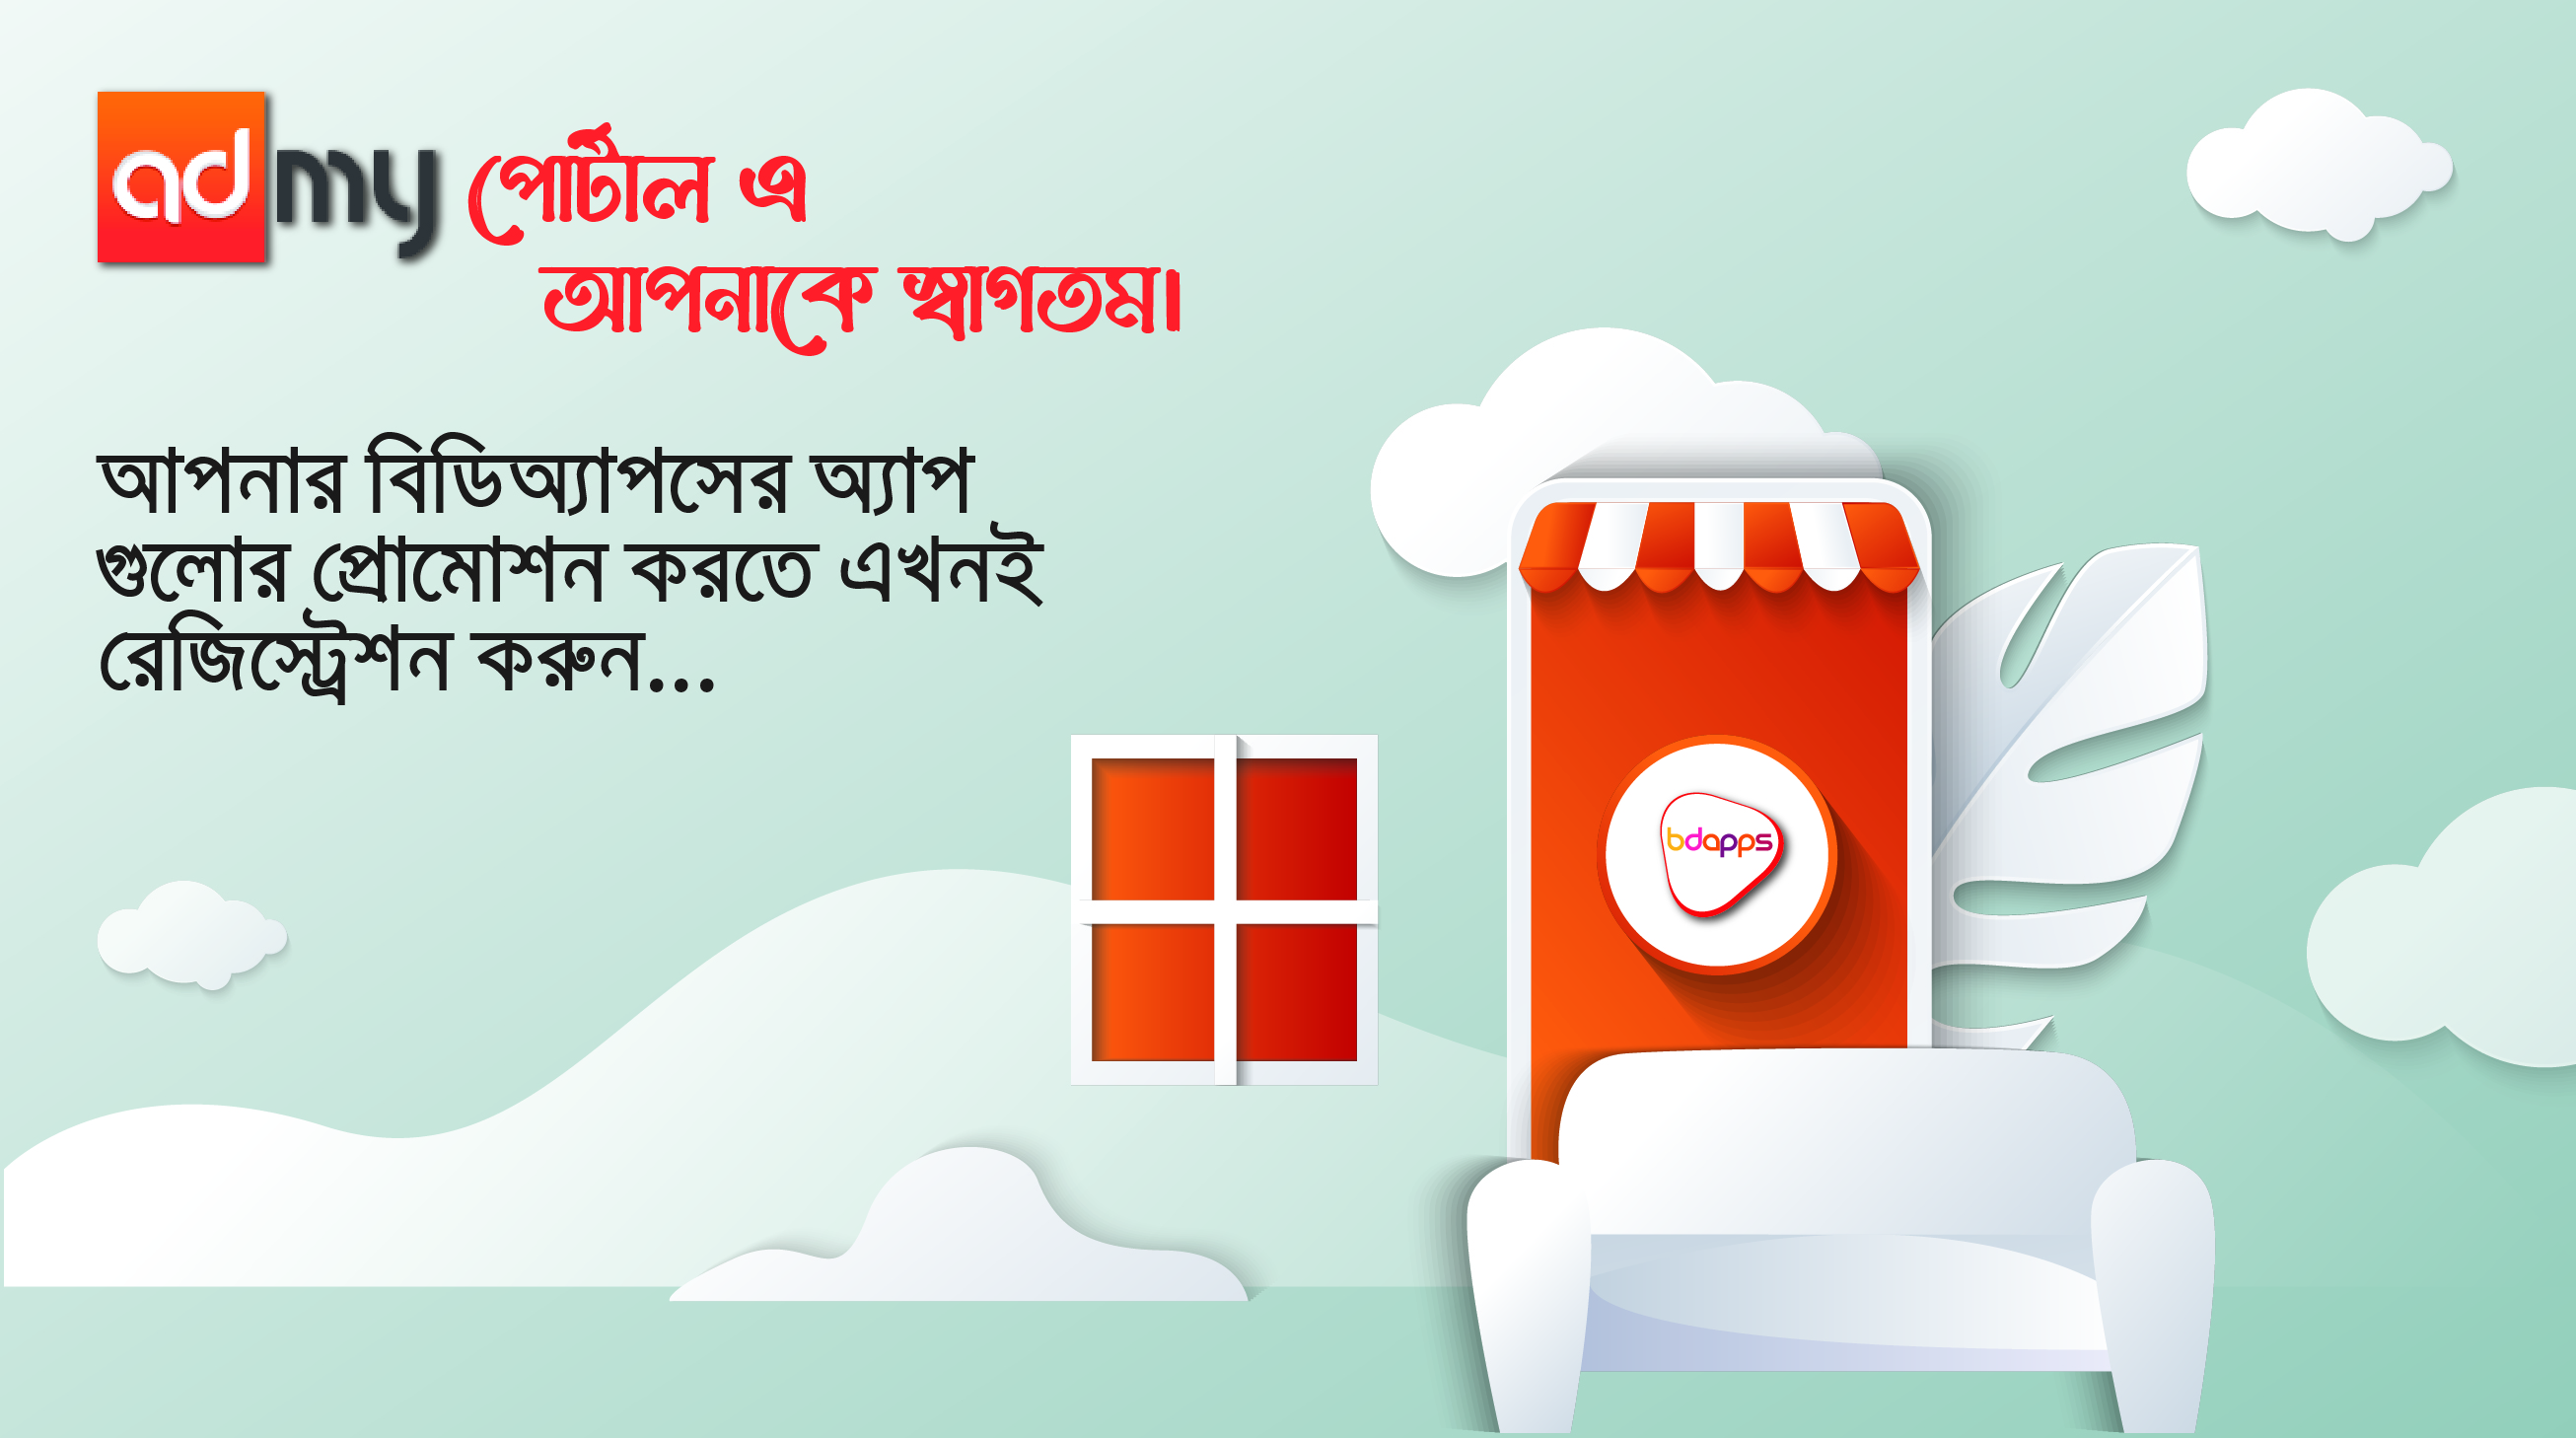 admy পোর্টাল এ
আপনাকে স্বাগতম।
আপনার বিডিঅ্যাপসের অ্যাপ
গুলোর প্রোমোশন করতে এখনই
রেজিস্ট্রেশন করুন...
bdapps